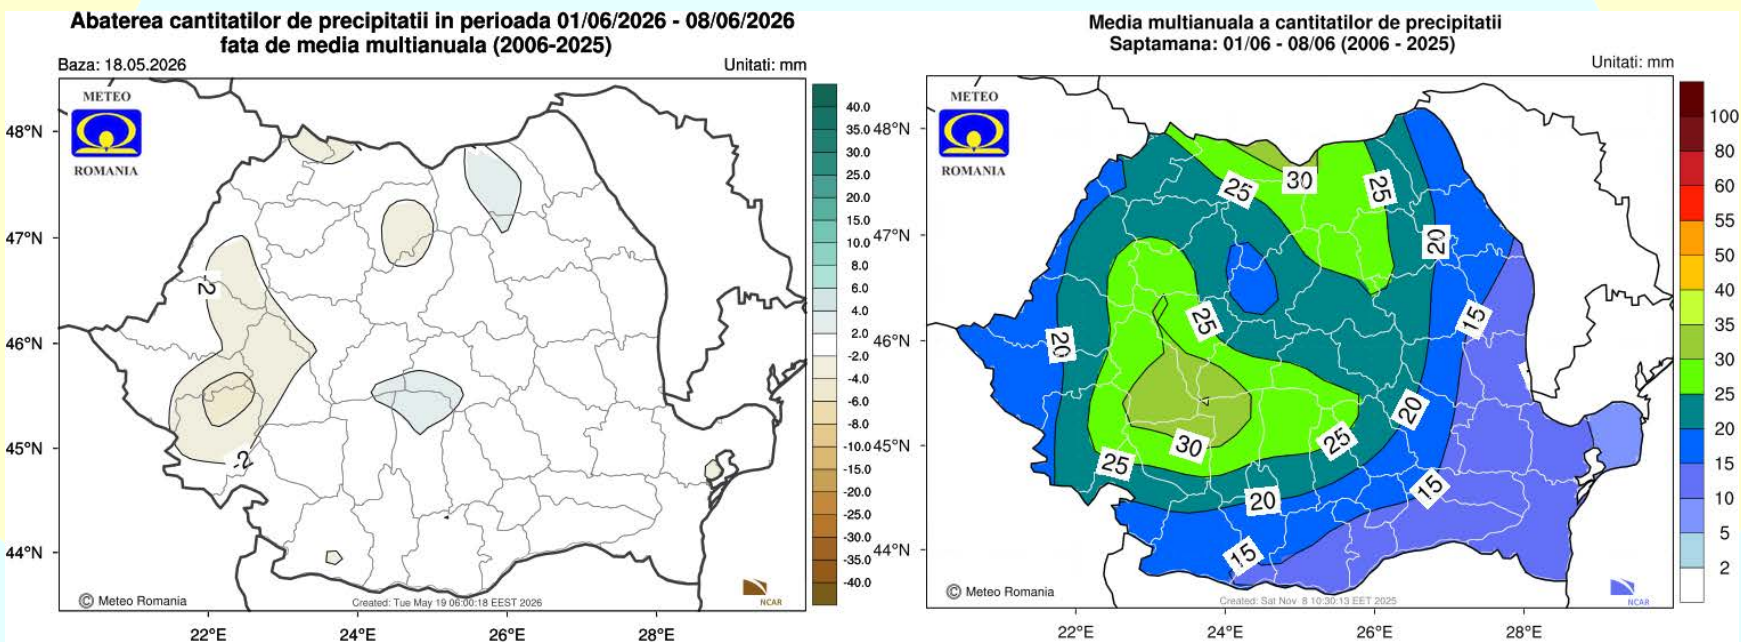 Abaterea cantitatilor de precipitatii in perioada 01/06/2026 - 08/06/2026
fata de media multianuala (2006-2025)
Baza: 18.05.2026
Unitati: mm
METEO
ROMANIA
48°N
47°N
46°N
45°N
44°N
-2
-2
40.0
35.0
30.0
25.0
20.0
15.0
10.0
8.0
6.0
4.0
2.0
-2.0
-4.0
-6.0
-8.0
-10.0
-15.0
-20.0
-25.0
-30.0
-35.0
-40.0
© Meteo Romania
Created: Tue May 19 06:00:18 EEST 2026
NCAR
22°E
24°E
26°E
28°E
Media multianuala a cantitatilor de precipitatii
Saptamana: 01/06 - 08/06 (2006 - 2025)
Unitati: mm
METEO
ROMANIA
48°N
47°N
46°N
45°N
44°N
25
30
25
20
15
25
20
20
25
30
25
15
20
15
100
80
60
55
50
40
35
30
25
20
15
10
5
2
© Meteo Romania
Created: Sat Nov 8 10:30:13 EET 2025
NCAR
22°E
24°E
26°E
28°E